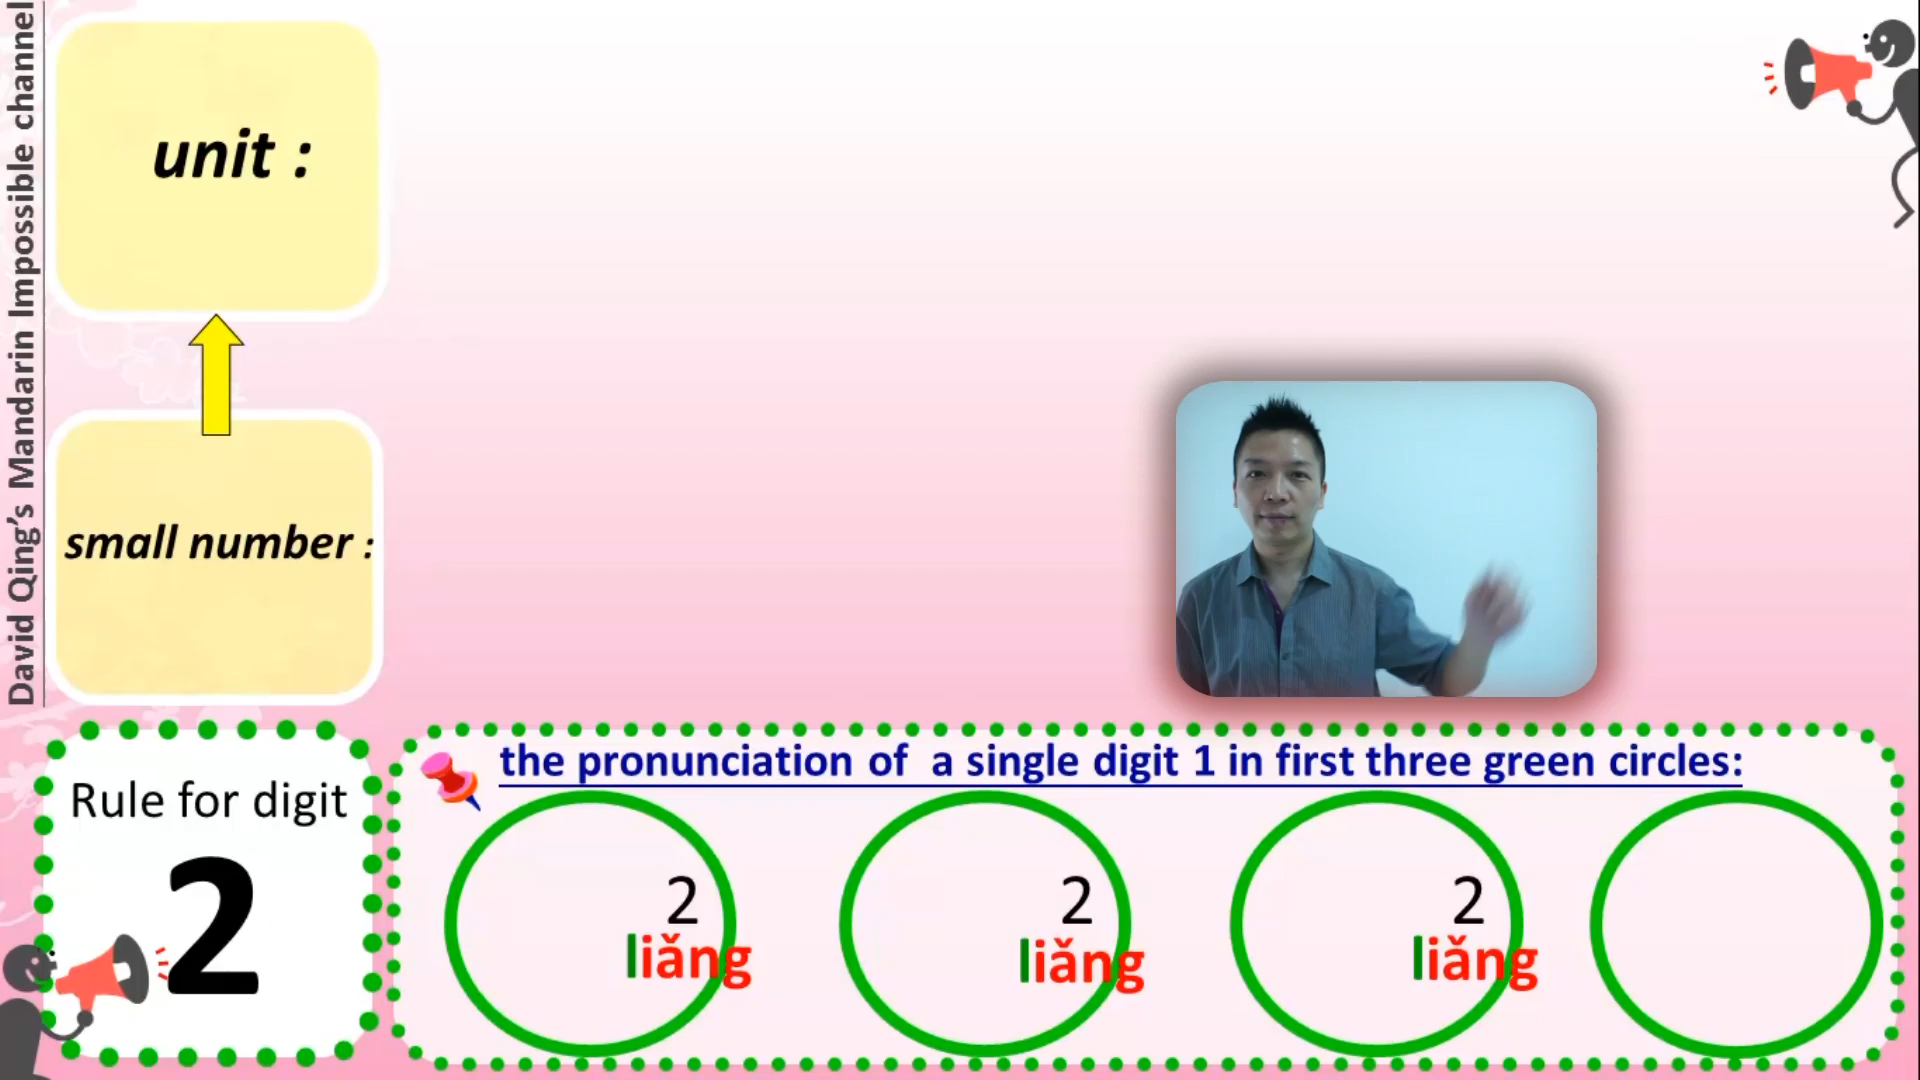 David Qing's Mandarin Impossible channel
unit :
small number :
Rule for digit
2
the pronunciation of a single digit 1 in first three green circles:
2
liǎng
2
liǎng
2
liǎng